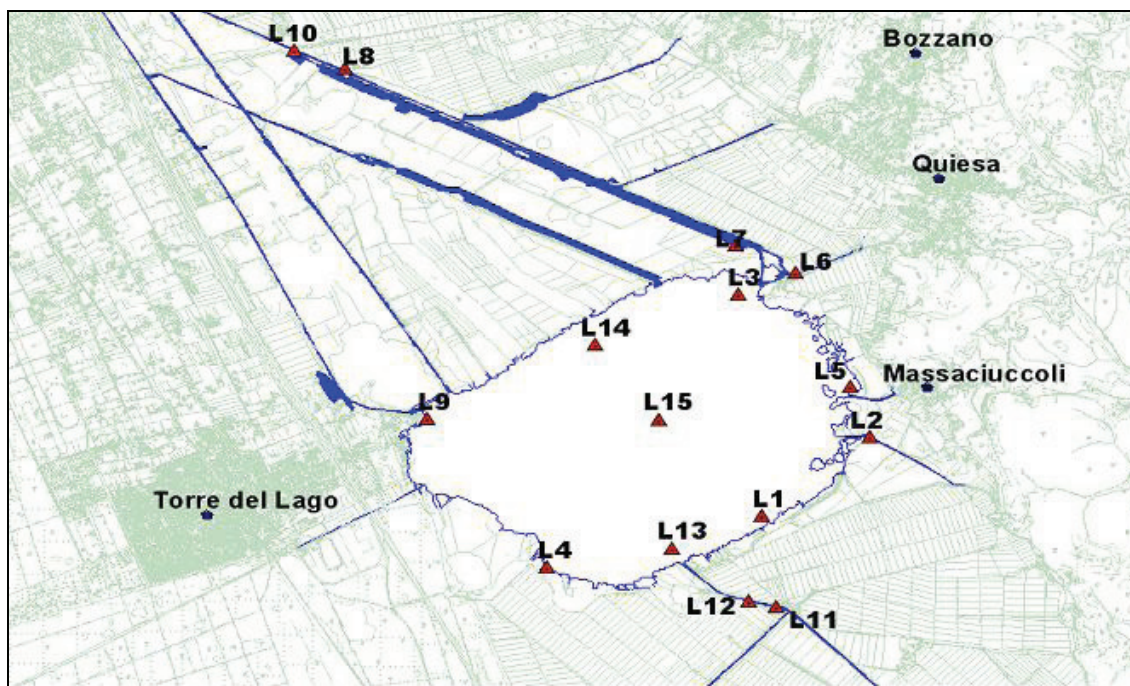 L10
Bozzano
L8
Quiesa
L7
L6
L3
L14
L5
Massaciuccoli
L9
L15
L2
Torre del Lago
L1
L13
L4
L12
L11